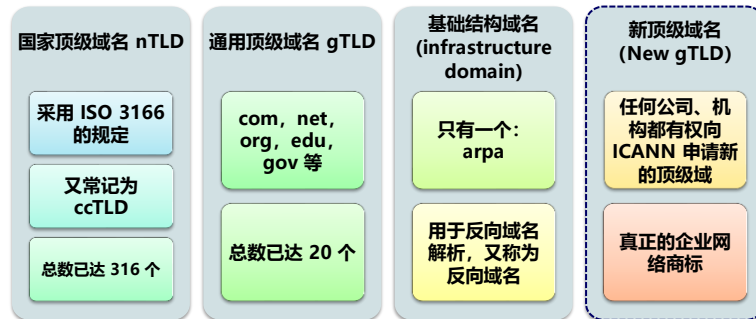 国家顶级域名 nTLD
采用 ISO 3166
的规定
又常记为
ccTLD
总数已达 316 个
通用顶级域名 gTLD
com，net，
org，edu，
gov 等
总数已达 20 个
基础结构域名
(infrastructure
domain)
只有一个：
arpa
用于反向域名
解析，又称为
反向域名
新顶级域名
(New gTLD)
任何公司、机
构都有权向
ICANN 申请新
的顶级域
真正的企业网
络商标